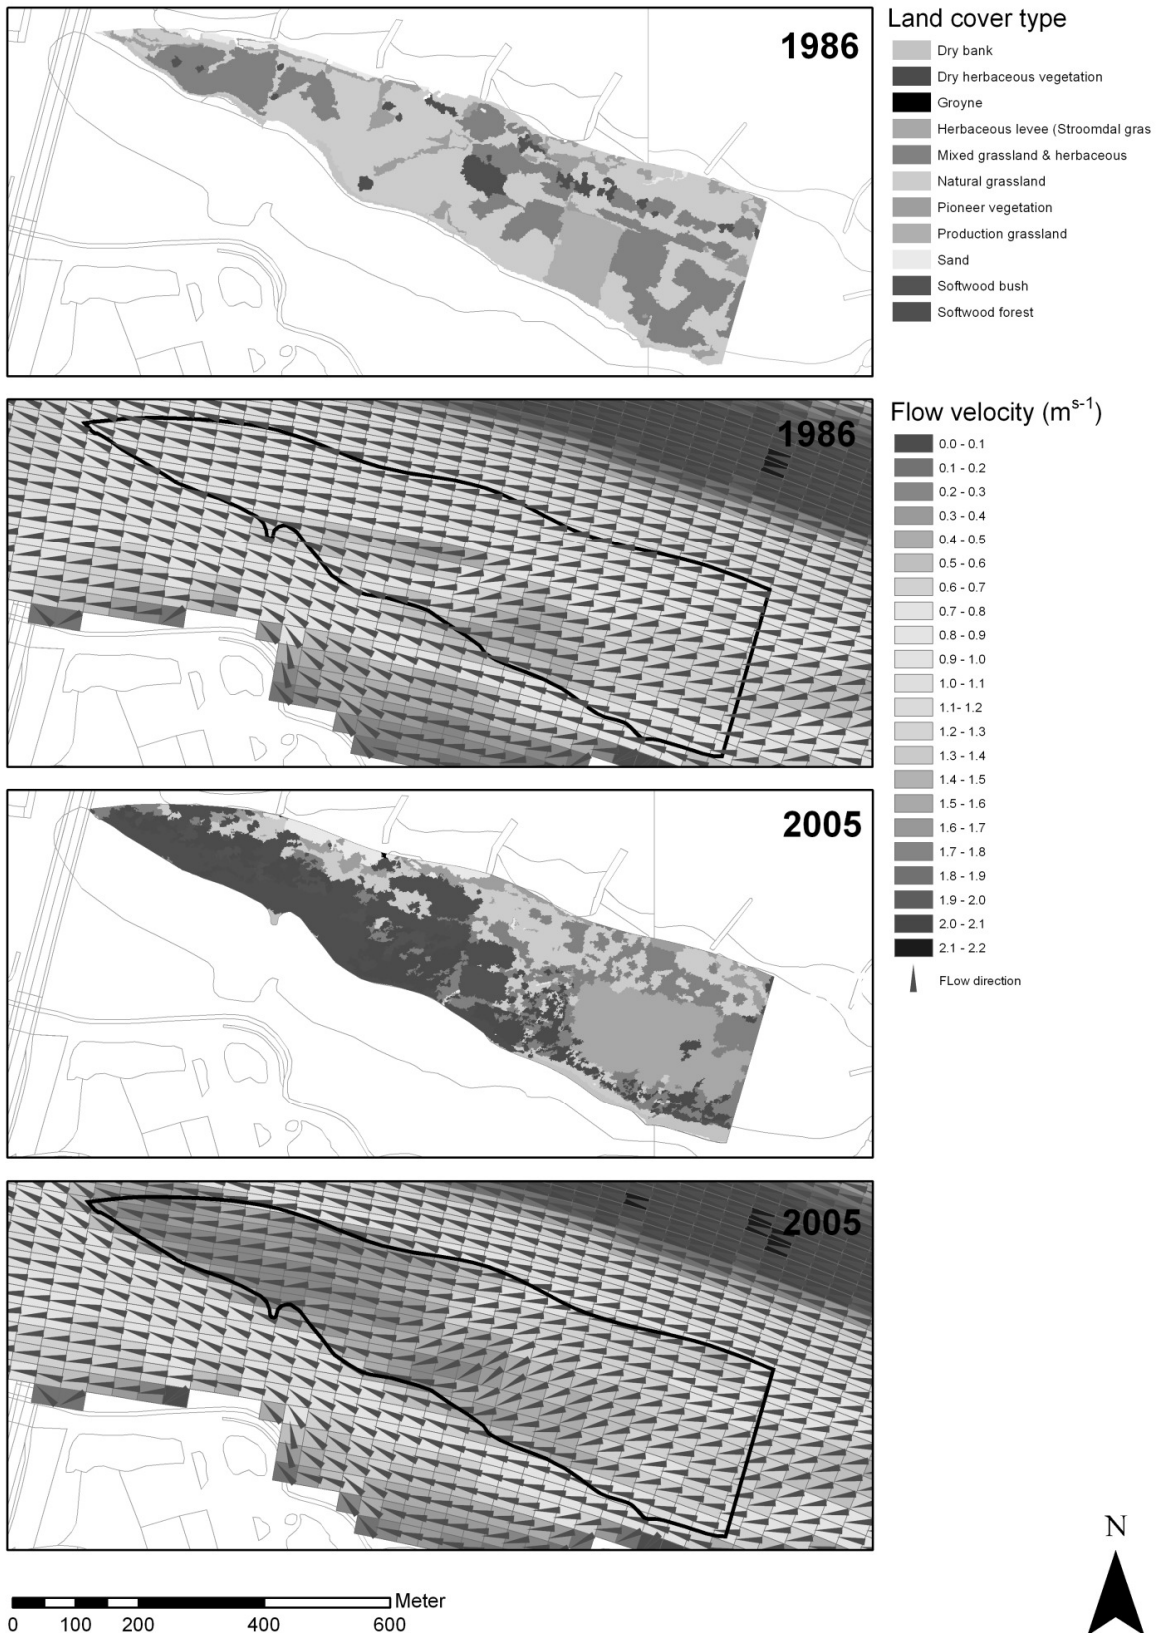 1986
Land cover type
Dry bank
Dry herbaceous vegetation
Groyne
Herbaceous levee (Stroomdal gras
Mixed grassland & herbaceous
Natural grassland
Pioneer vegetation
Production grassland
Sand
Softwood bush
Softwood forest
1986
Flow velocity (m s-1)
0.0 - 0.1
0.1 - 0.2
0.2 - 0.3
0.3 - 0.4
0.4 - 0.5
0.5 - 0.6
0.6 - 0.7
0.7 - 0.8
0.8 - 0.9
0.9 - 1.0
1.0 - 1.1
1.1- 1.2
1.2 - 1.3
1.3 - 1.4
1.4 - 1.5
1.5 - 1.6
1.6 - 1.7
1.7 - 1.8
1.8 - 1.9
1.9 - 2.0
2.0 - 2.1
2.1 - 2.2
FLow direction
2005
2005
N
Meter
0 100 200 400 600